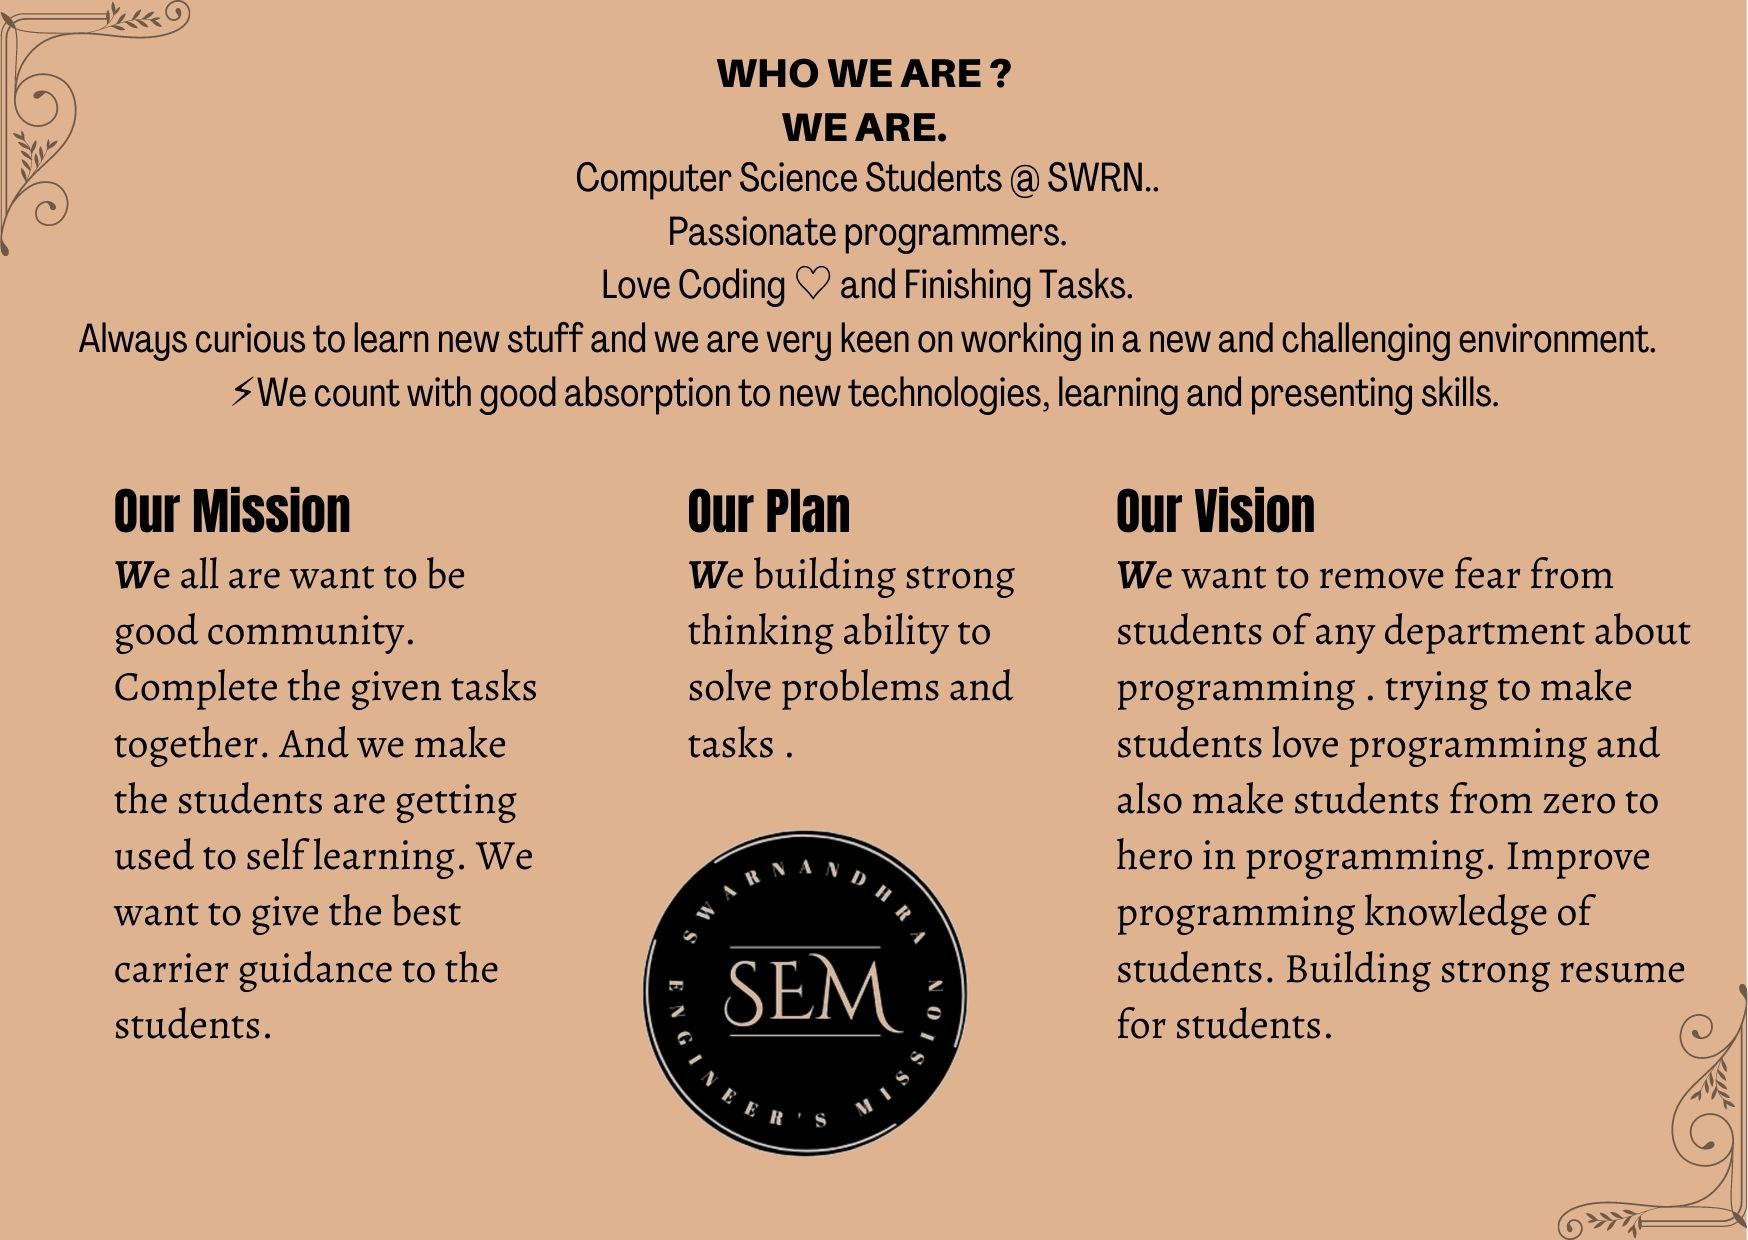 WHO WE ARE ?
WE ARE.
Computer Science Students @ SWRN..
Passionate programmers.
Love Coding ♡ and Finishing Tasks.
Always curious to learn new stuff and we are very keen on working in a new and challenging environment.
⚡We count with good absorption to new technologies, learning and presenting skills.
Our Mission
We all are want to be
good community.
Complete the given tasks
together. And we make
the students are getting
used to self learning. We
want to give the best
carrier guidance to the
students.
Our Plan
We building strong
thinking ability to
solve problems and
tasks .
SWARNANDHRA
SEM
ENGINEER'S MISSION
Our Vision
We want to remove fear from
students of any department about
programming . trying to make
students love programming and
also make students from zero to
hero in programming. Improve
programming knowledge of
students. Building strong resume
for students.